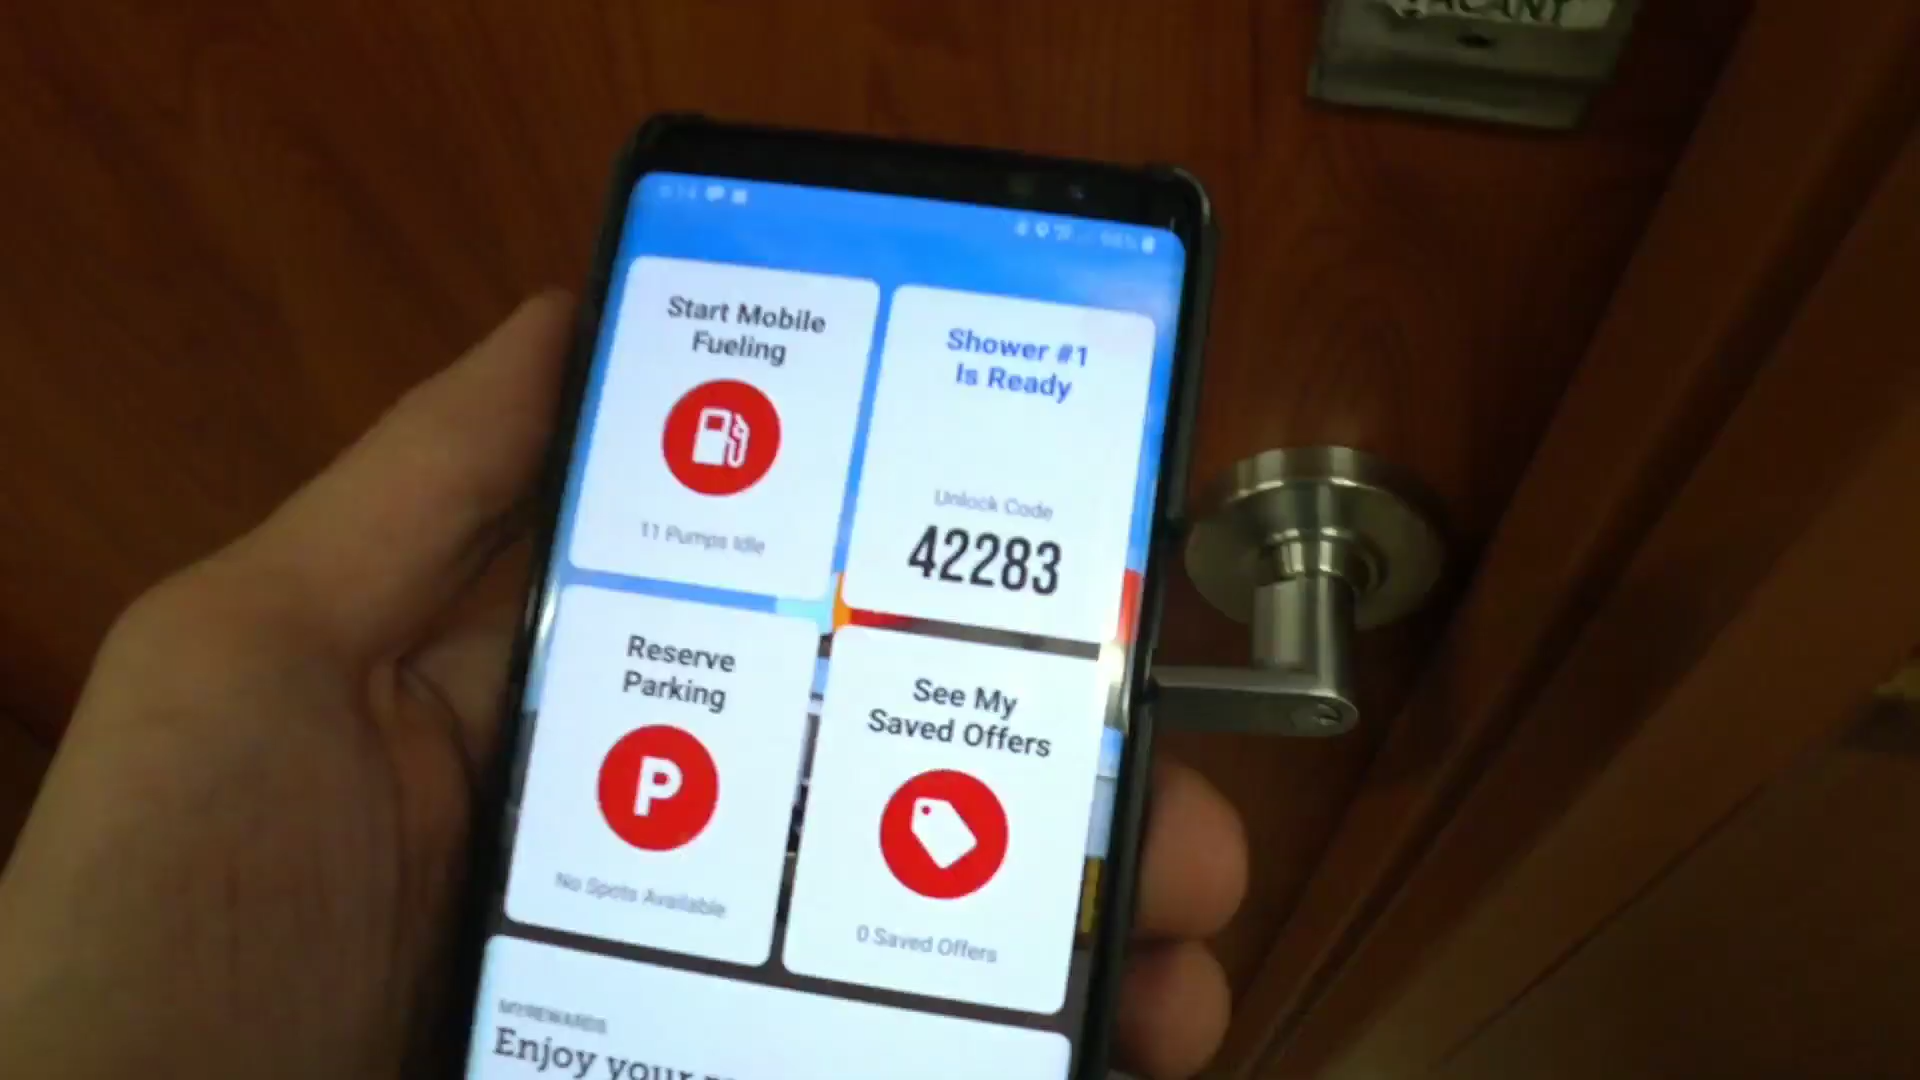 VACANT
Start Mobile
Fueling
11 Pumps Idle
Shower #1
Is Ready
Unlock Code
42283
Reserve
Parking
P
No Spots Available
See My
Saved Offers
0 Saved Offers
MYREWARDS
Enjoy your